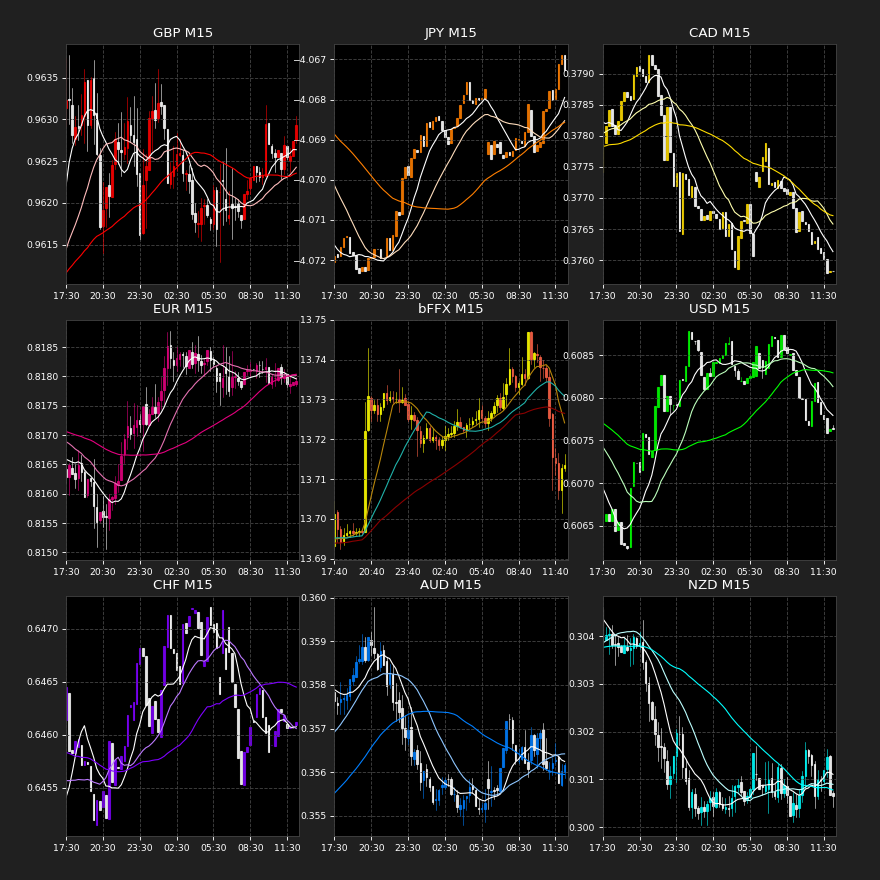 GBP M15
0.9635
0.9630
0.9625
0.9620
0.9615
17:30 20:30 23:30 02:30 05:30 08:30 11:30
JPY M15
−4.067
−4.068
−4.069
−4.070
−4.071
−4.072
17:30 20:30 23:30 02:30 05:30 08:30 11:30
CAD M15
0.3790
0.3785
0.3780
0.3775
0.3770
0.3765
0.3760
17:30 20:30 23:30 02:30 05:30 08:30 11:30
EUR M15
0.8185
0.8180
0.8175
0.8170
0.8165
0.8160
0.8155
0.8150
17:30 20:30 23:30 02:30 05:30 08:30 11:30
bFFX M15
13.75
13.74
13.73
13.72
13.71
13.70
13.69
17:40 20:40 23:40 02:40 05:40 08:40 11:40
USD M15
0.6085
0.6080
0.6075
0.6070
0.6065
17:30 20:30 23:30 02:30 05:30 08:30 11:30
CHF M15
0.6470
0.6465
0.6460
0.6455
17:30 20:30 23:30 02:30 05:30 08:30 11:30
AUD M15
0.360
0.359
0.358
0.357
0.356
0.355
17:30 20:30 23:30 02:30 05:30 08:30 11:30
NZD M15
0.304
0.303
0.302
0.301
0.300
17:30 20:30 23:30 02:30 05:30 08:30 11:30